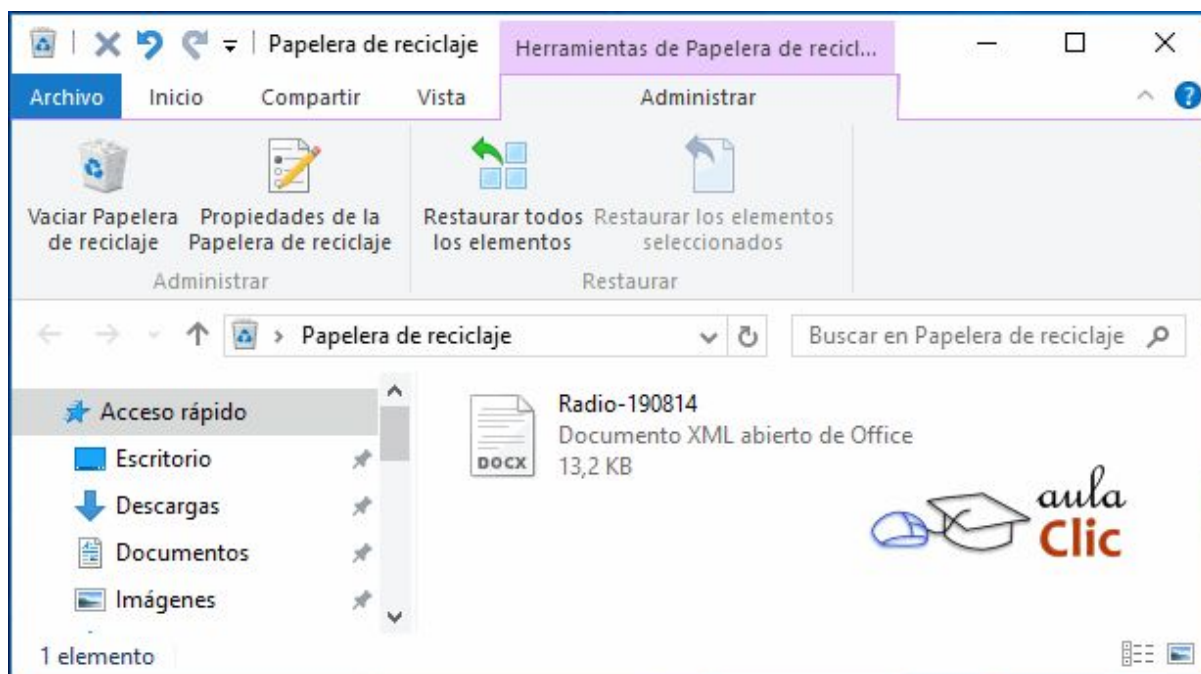 Papelera de reciclaje
Herramientas de Papelera de recicl...
Archivo Inicio Compartir Vista Administrar
Vaciar Papelera de reciclaje
Propiedades de la Papelera de reciclaje
Restaurar todos los elementos
Restaurar los elementos seleccionados
Administrar
Restaurar
Papelera de reciclaje
Buscar en Papelera de reciclaje
Acceso rápido
Escritorio
Descargas
Documentos
Imágenes
DOCX
Radio-190814
Documento XML abierto de Office
13,2 KB
aula
Clic
1 elemento